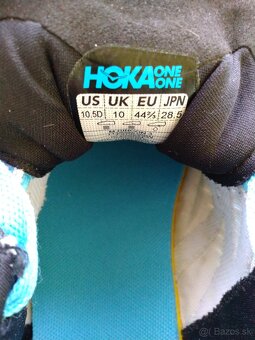 HOKA ONE ONE
US UK EU JPN
10.5D 10 44⅔ 28.5
bazos.sk